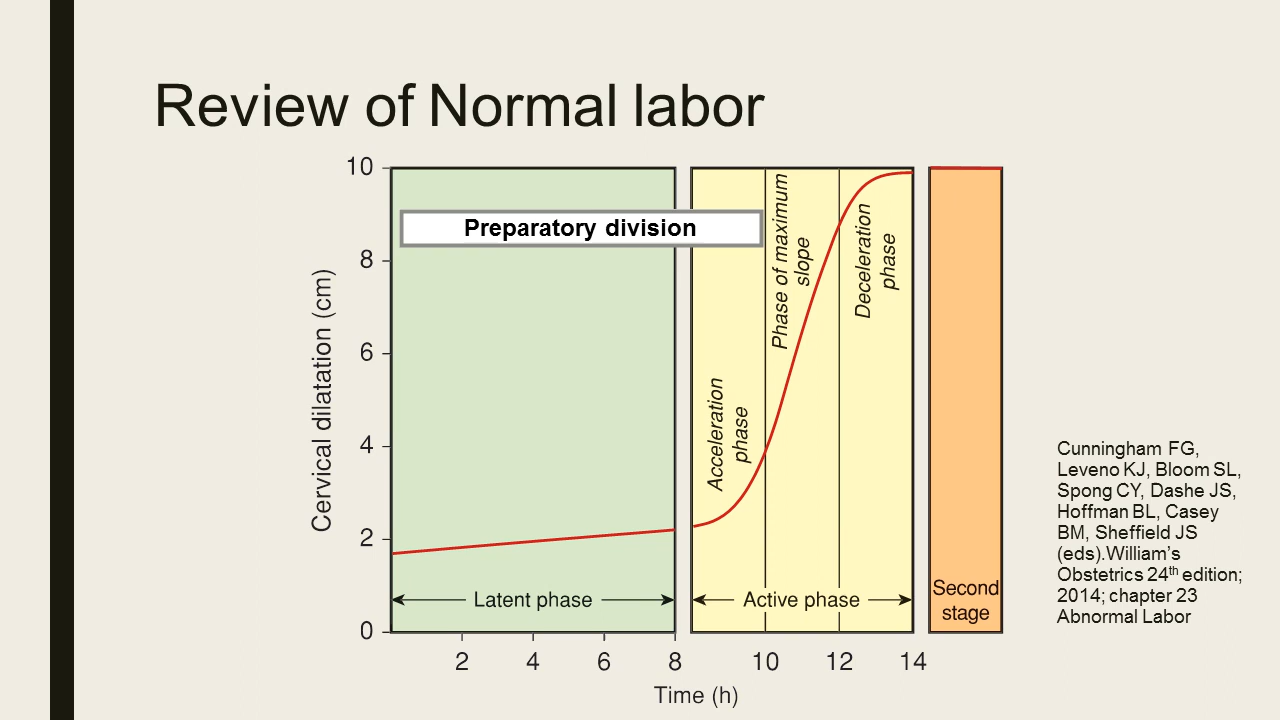 Review of Normal labor
10
8
6
4
2
0
Cervical dilatation (cm)
Preparatory division
Acceleration
phase
Phase of maximum
slope
Deceleration
phase
Latent phase
Active phase
Second
stage
2 4 6 8 10 12 14
Time (h)
Cunningham FG,
Leveno KJ, Bloom SL,
Spong CY, Dashe JS,
Hoffman BL, Casey
BM, Sheffield JS
(eds).William’s
Obstetrics 24th edition;
2014; chapter 23
Abnormal Labor